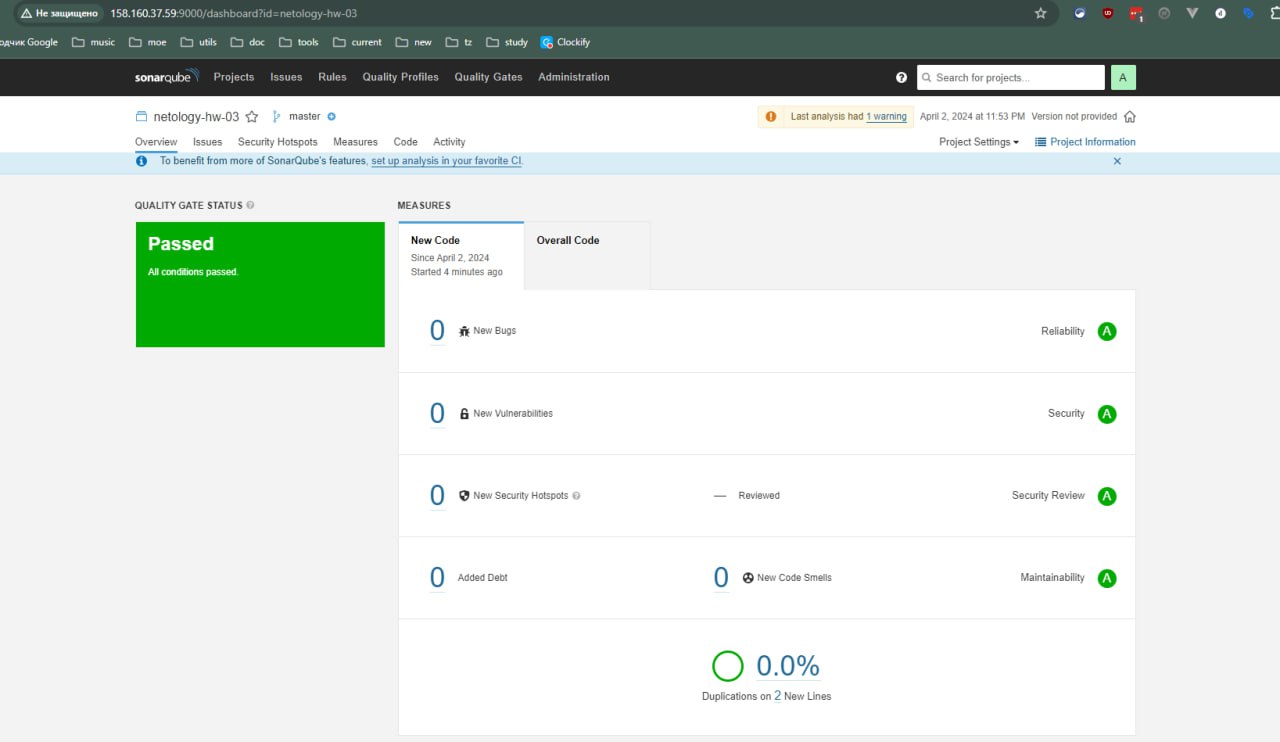 Не защищено 158.160.37.59:9000/dashboard?id=netology-hw-03
одчик Google music moe utils doc tools current new tz study Clockify
sonarqube Projects Issues Rules Quality Profiles Quality Gates Administration ? Search for projects... A
netology-hw-03 master Last analysis had 1 warning April 2, 2024 at 11:53 PM Version not provided
Overview Issues Security Hotspots Measures Code Activity Project Settings Project Information
To benefit from more of SonarQube's features, set up analysis in your favorite CI.
QUALITY GATE STATUS MEASURES
Passed
All conditions passed.
New Code
Since April 2, 2024
Started 4 minutes ago
Overall Code
0 New Bugs Reliability A
0 New Vulnerabilities Security A
0 New Security Hotspots — Reviewed Security Review A
0 Added Debt 0 New Code Smells Maintainability A
0.0%
Duplications on 2 New Lines